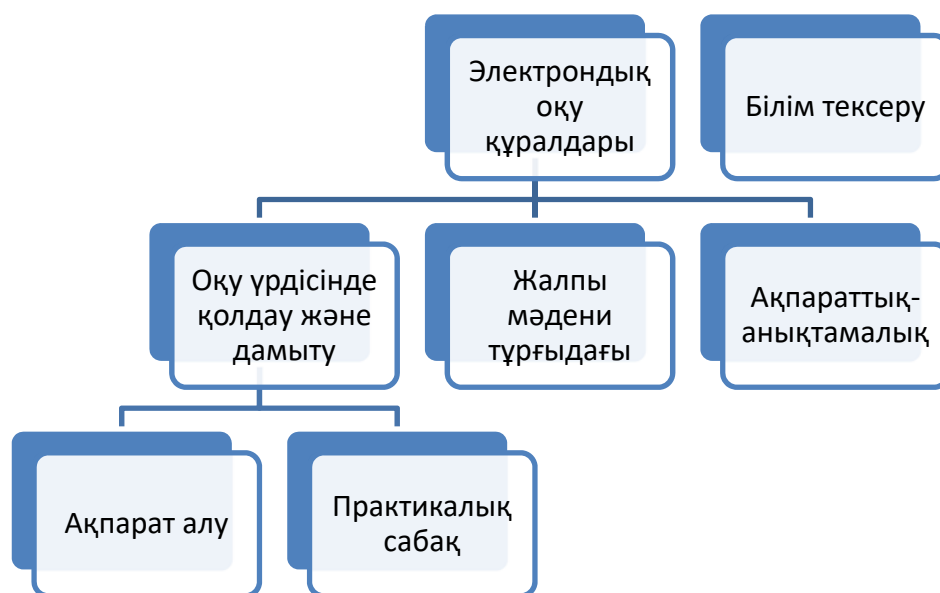 Электрондық
оқу
құралдары
Білім тексеру
Оқу үрдісінде
қолдау және
дамыту
Жалпы
мәдени
тұрғыдағы
Ақпараттық-
анықтамалық
Ақпарат алу
Практикалық
сабақ